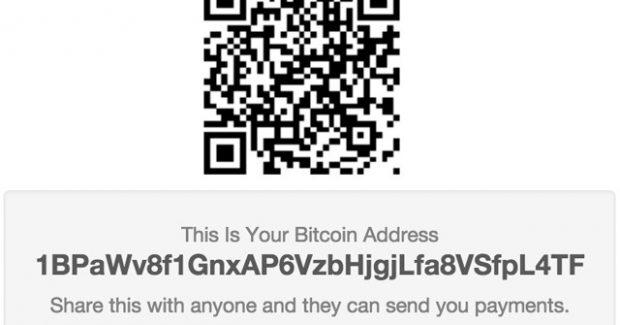 This Is Your Bitcoin Address
1BPaWv8f1GnxAP6VzbHjgjLfa8VSfpL4TF
Share this with anyone and they can send you payments.